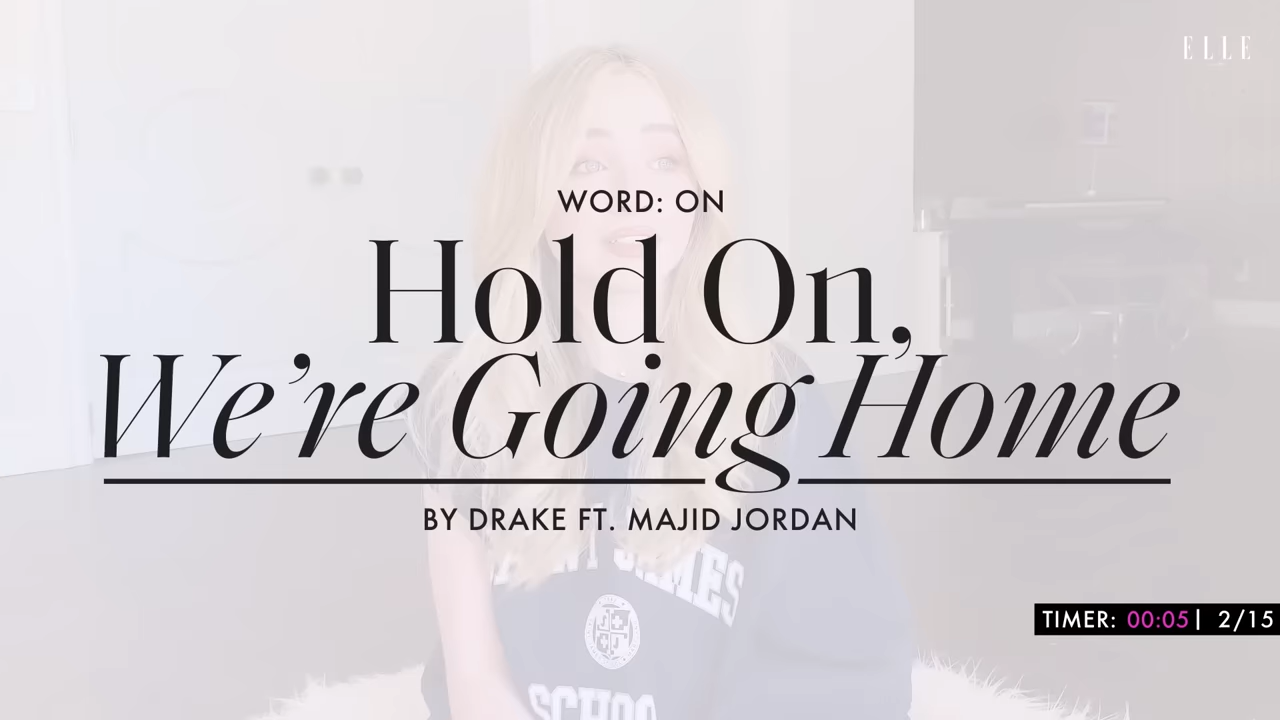 ELLE
WORD: ON
Hold On,
We're Going Home
BY DRAKE FT. MAJID JORDAN
JAMES
TIMER: 00:05| 2/15